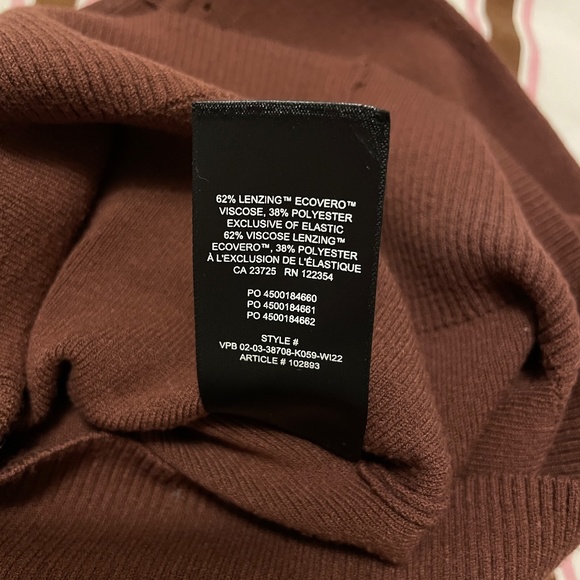 62% LENZING™ ECOVERO™
VISCOSE, 38% POLYESTER
EXCLUSIVE OF ELASTIC
62% VISCOSE LENZING™
ECOVERO™, 38% POLYESTER
À L'EXCLUSION DE L'ÉLASTIQUE
CA 23725 RN 122354
PO 4500184660
PO 4500184661
PO 4500184662
STYLE #
VPB 02-03-38708-K059-WI22
ARTICLE # 102893